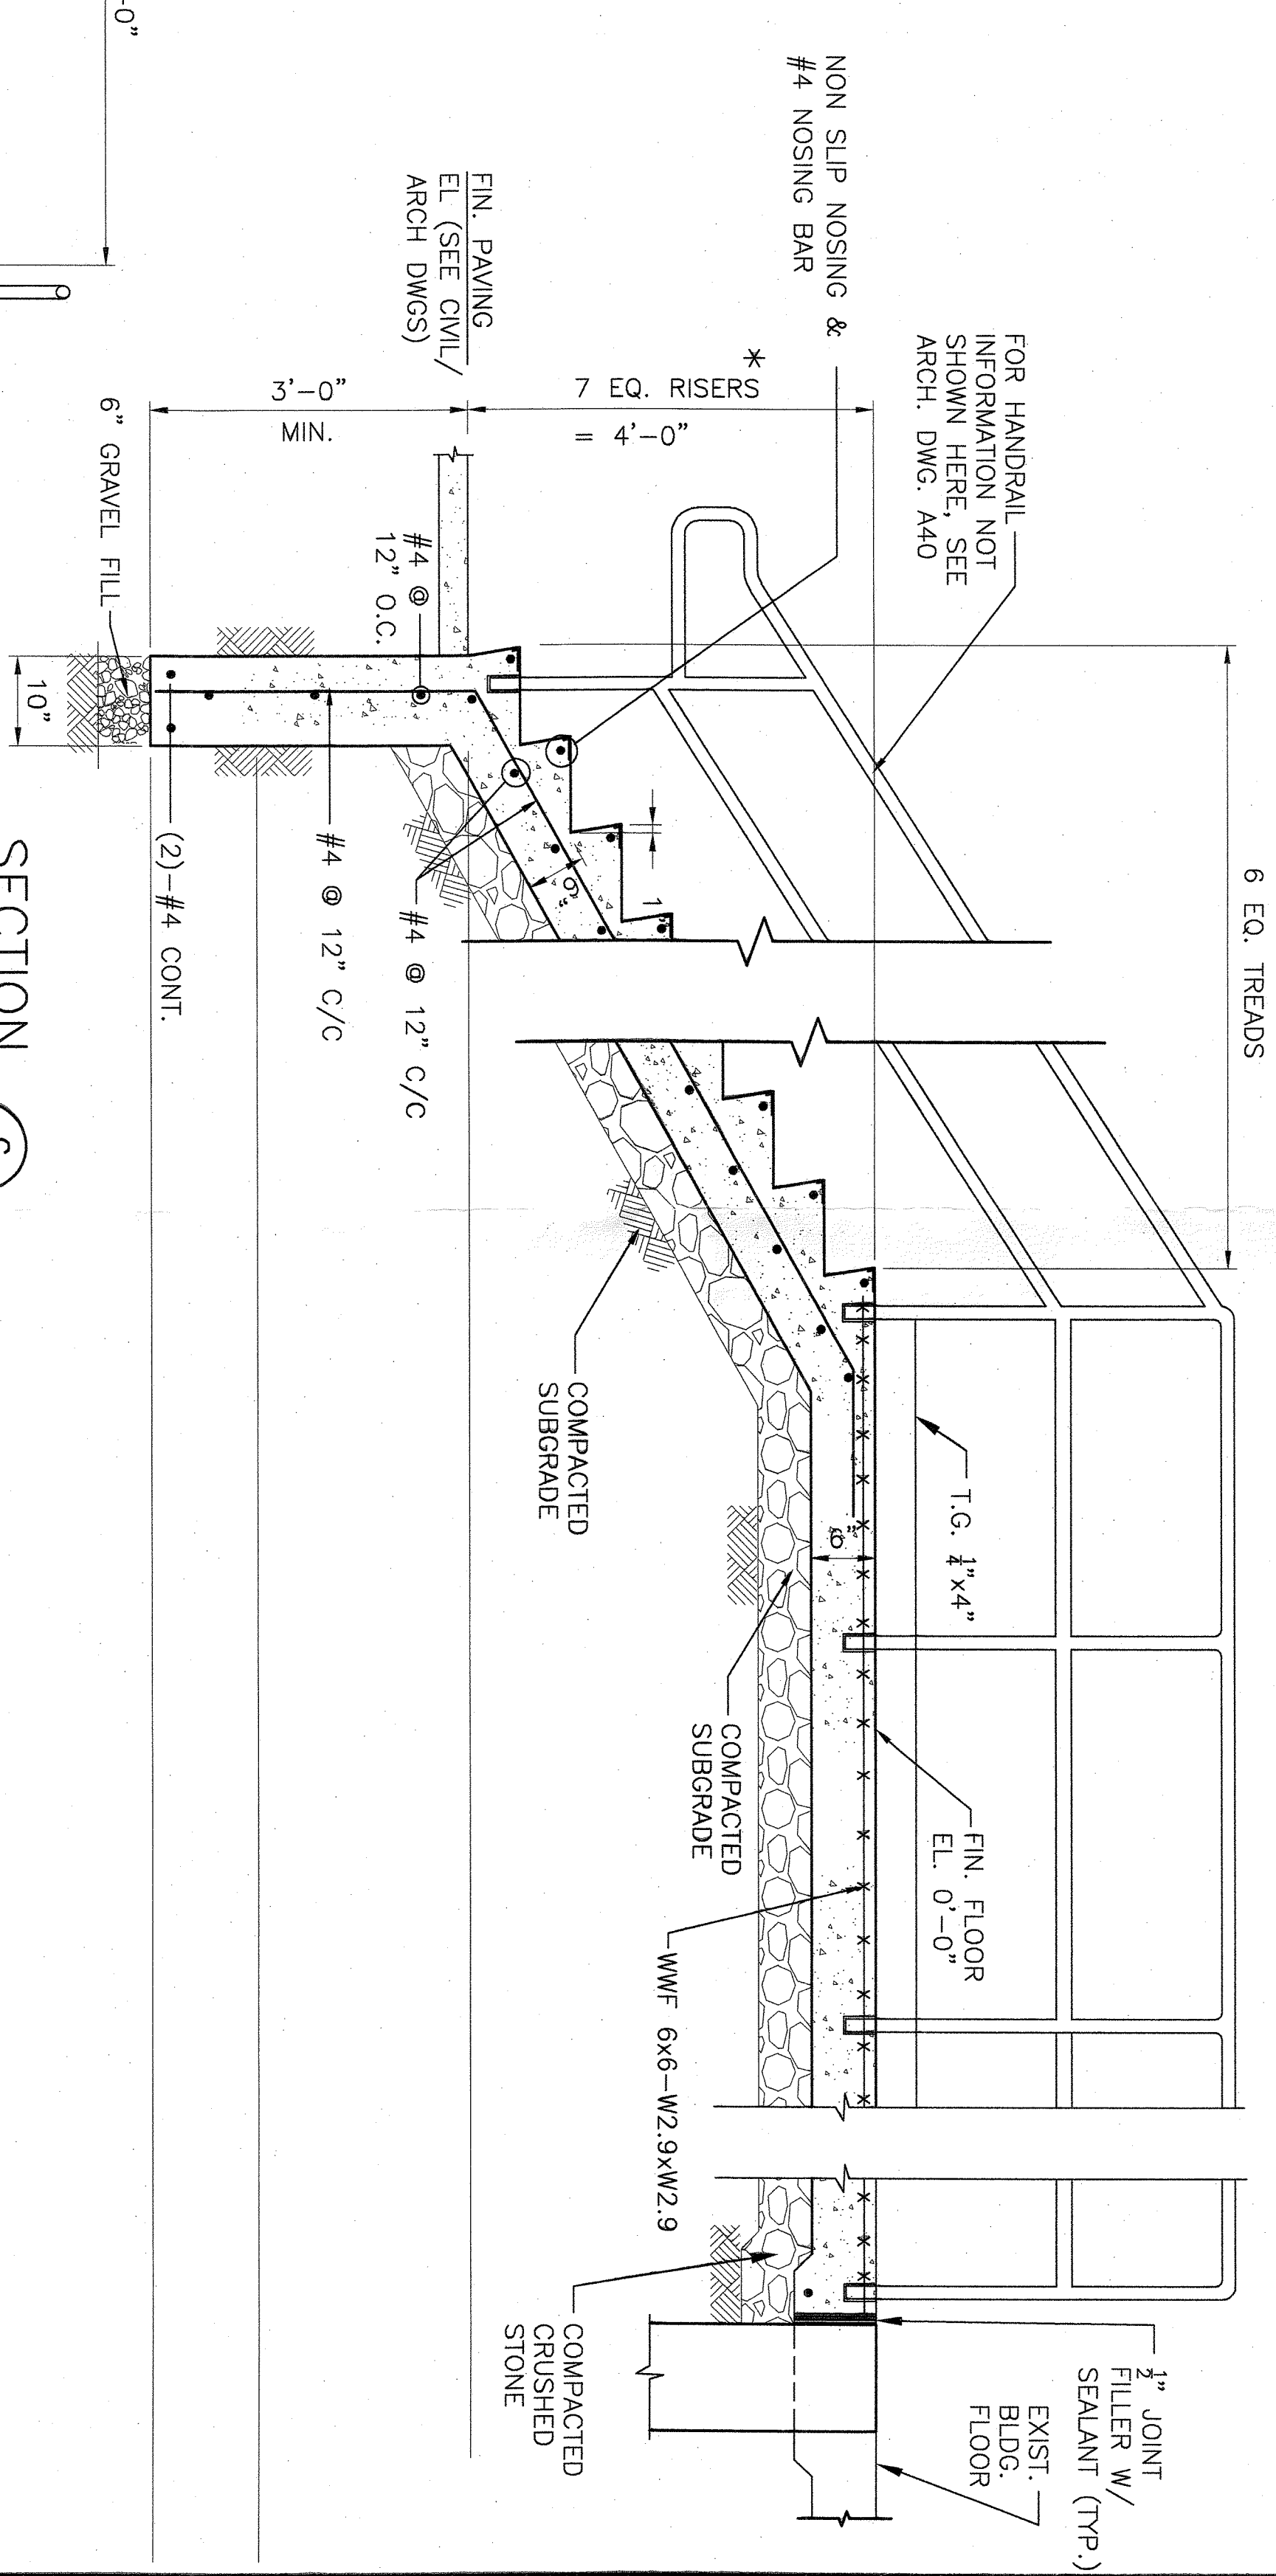 6 EQ. TREADS
FOR HANDRAIL
INFORMATION NOT
SHOWN HERE, SEE
ARCH. DWG. A40
NON SLIP NOSING &
#4 NOSING BAR
*
7 EQ. RISERS
= 4'-0"
3'-0"
MIN.
FIN. PAVING
EL (SEE CIVIL/
ARCH DWGS)
#4 @
12" O.C.
6" GRAVEL FILL
10"
1"
6"
#4 @ 12" C/C
#4 @ 12" C/C
(2)-#4 CONT.
COMPACTED
SUBGRADE
T.G. 1/4"x4"
6"
COMPACTED
SUBGRADE
FIN. FLOOR
EL. 0'-0"
WWF 6x6-W2.9xW2.9
COMPACTED
CRUSHED
STONE
1/2" JOINT
FILLER W/
SEALANT (TYP.)
EXIST.
BLDG.
FLOOR
-0"
SECTION